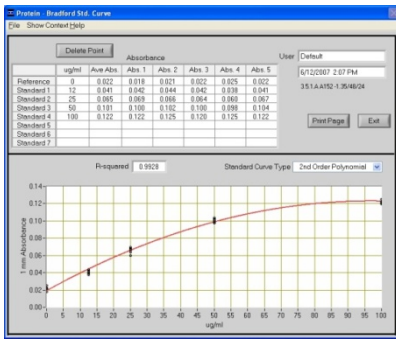 Protein - Bradford Std. Curve
File Show Context Help
Delete Point
Absorbance
User Default
6/12/2007 2:07 PM
3.5.1.A A152 -1.35/46/24
Print Page Exit
ug/ml Ave Abs. Abs. 1 Abs. 2 Abs. 3 Abs. 4 Abs. 5
Reference 0 0.022 0.018 0.021 0.022 0.025 0.022
Standard 1 12 0.041 0.042 0.044 0.042 0.038 0.041
Standard 2 25 0.065 0.069 0.066 0.064 0.060 0.067
Standard 3 50 0.101 0.100 0.102 0.100 0.099 0.104
Standard 4 100 0.122 0.122 0.125 0.120 0.125 0.122
Standard 5
Standard 6
Standard 7
R-squared 0.9928 Standard Curve Type 2nd Order Polynomial
1 mm Absorbance
0.14
0.12
0.10
0.08
0.06
0.04
0.02
0.00
0 5 10 15 20 25 30 35 40 45 50 55 60 65 70 75 80 85 90 95 100
ug/ml